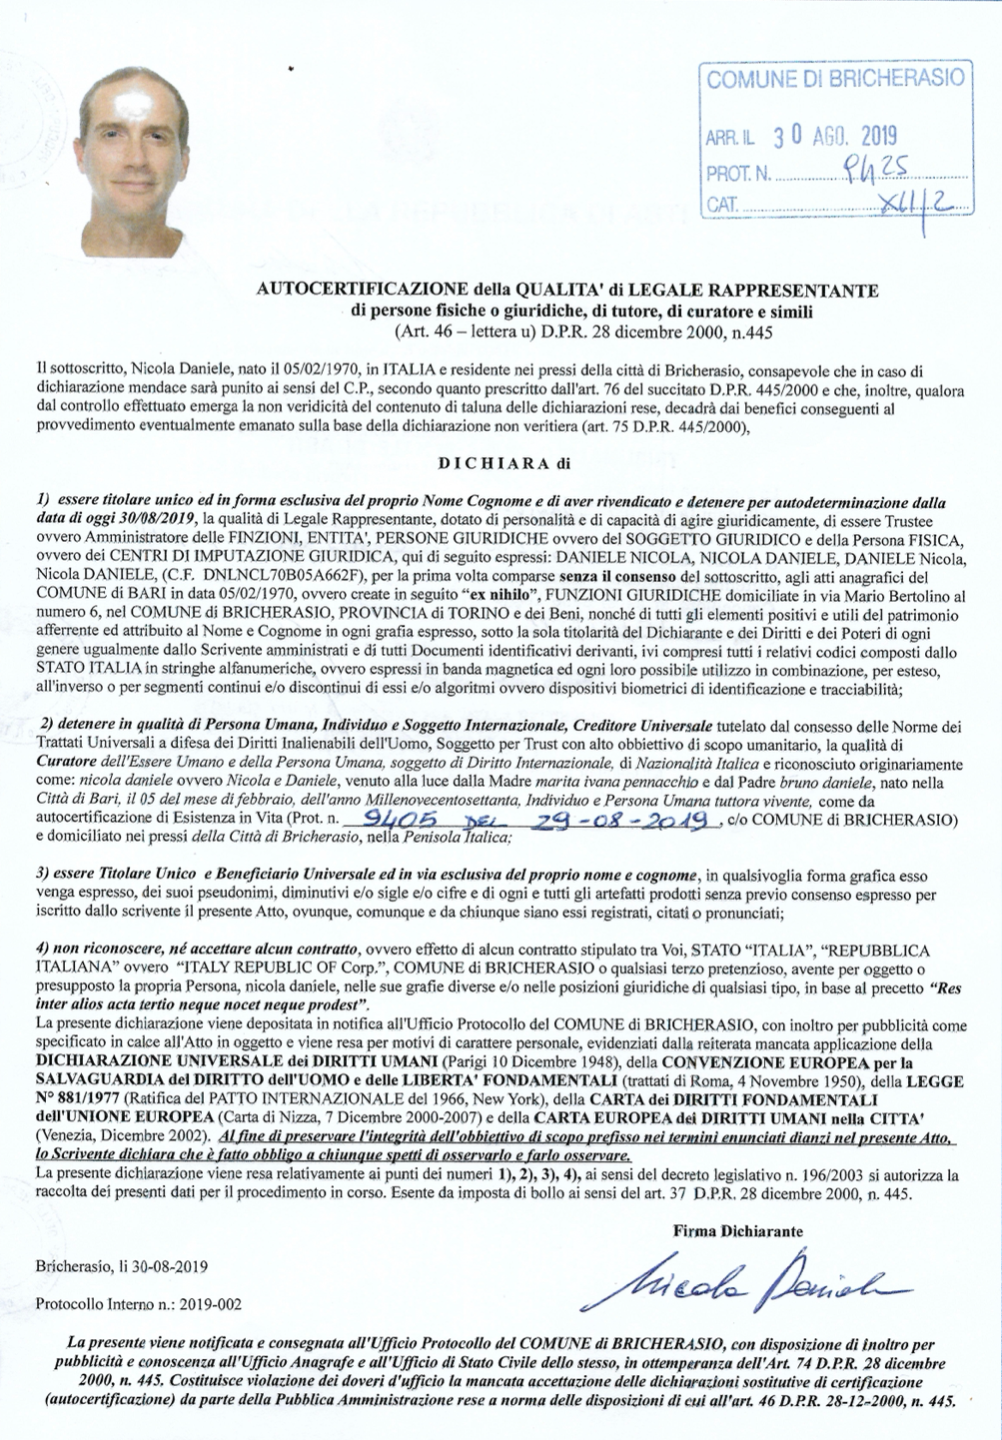 COMUNE DI BRICHERASIO
ARR. IL 30 AGO. 2019
PROT. N. 9425
CAT. XII/2
AUTOCERTIFICAZIONE della QUALITA' di LEGALE RAPPRESENTANTE
di persone fisiche o giuridiche, di tutore, di curatore e simili
(Art. 46 – lettera u) D.P.R. 28 dicembre 2000, n.445
Il sottoscritto, Nicola Daniele, nato il 05/02/1970, in ITALIA e residente nei pressi della città di Bricherasio, consapevole che in caso di
dichiarazione mendace sarà punito ai sensi del C.P., secondo quanto prescritto dall'art. 76 del succitato D.P.R. 445/2000 e che, inoltre, qualora
dal controllo effettuato emerga la non veridicità del contenuto di taluna delle dichiarazioni rese, decadrà dai benefici conseguenti al
provvedimento eventualmente emanato sulla base della dichiarazione non veritiera (art. 75 D.P.R. 445/2000),
DICHIARA di
1) essere titolare unico ed in forma esclusiva del proprio Nome Cognome e di aver rivendicato e detenere per autodeterminazione dalla
data di oggi 30/08/2019, la qualità di Legale Rappresentante, dotato di personalità e di capacità di agire giuridicamente, di essere Trustee
ovvero Amministratore delle FINZIONI, ENTITA', PERSONE GIURIDICHE ovvero del SOGGETTO GIURIDICO e della Persona FISICA,
ovvero dei CENTRI DI IMPUTAZIONE GIURIDICA, qui di seguito espressi: DANIELE NICOLA, NICOLA DANIELE, DANIELE Nicola,
Nicola DANIELE, (C.F. DNLNCL70B05A662F), per la prima volta comparse senza il consenso del sottoscritto, agli atti anagrafici del
COMUNE di BARI in data 05/02/1970, ovvero create in seguito “ex nihilo”, FUNZIONI GIURIDICHE domiciliate in via Mario Bertolino al
numero 6, nel COMUNE di BRICHERASIO, PROVINCIA di TORINO e dei Beni, nonché di tutti gli elementi positivi e utili del patrimonio
afferente ed attribuito al Nome e Cognome in ogni grafia espresso, sotto la sola titolarità del Dichiarante e dei Diritti e dei Poteri di ogni
genere ugualmente dallo Scrivente amministrati e di tutti Documenti identificativi derivanti, ivi compresi tutti i relativi codici composti dallo
STATO ITALIA in stringhe alfanumeriche, ovvero espressi in banda magnetica ed ogni loro possibile utilizzo in combinazione, per esteso,
all'inverso o per segmenti continui e/o discontinui di essi e/o algoritmi ovvero dispositivi biometrici di identificazione e tracciabilità;
2) detenere in qualità di Persona Umana, Individuo e Soggetto Internazionale, Creditore Universale tutelato dal consesso delle Norme dei
Trattati Universali a difesa dei Diritti Inalienabili dell'Uomo, Soggetto per Trust con alto obbiettivo di scopo umanitario, la qualità di
Curatore dell'Essere Umano e della Persona Umana, soggetto di Diritto Internazionale, di Nazionalità Italica e riconosciuto originariamente
come: nicola daniele ovvero Nicola e Daniele, venuto alla luce dalla Madre marita ivana pennacchio e dal Padre bruno daniele, nato nella
Città di Bari, il 05 del mese di febbraio, dell'anno Millenovecentosettanta, Individuo e Persona Umana tuttora vivente, come da
autocertificazione di Esistenza in Vita (Prot. n. 9405 DEL 29-08-2019, c/o COMUNE di BRICHERASIO)
e domiciliato nei pressi della Città di Bricherasio, nella Penisola Italica;
3) essere Titolare Unico e Beneficiario Universale ed in via esclusiva del proprio nome e cognome, in qualsivoglia forma grafica esso
venga espresso, dei suoi pseudonimi, diminutivi e/o sigle e/o cifre e di ogni e tutti gli artefatti prodotti senza previo consenso espresso per
iscritto dallo scrivente il presente Atto, ovunque, comunque e da chiunque siano essi registrati, citati o pronunciati;
4) non riconoscere, né accettare alcun contratto, ovvero effetto di alcun contratto stipulato tra Voi, STATO “ITALIA”, “REPUBBLICA
ITALIANA” ovvero “ITALY REPUBLIC OF Corp.”, COMUNE di BRICHERASIO o qualsiasi terzo pretenzioso, avente per oggetto o
presupposto la propria Persona, nicola daniele, nelle sue grafie diverse e/o nelle posizioni giuridiche di qualsiasi tipo, in base al precetto “Res
inter alios acta tertio neque nocet neque prodest”.
La presente dichiarazione viene depositata in notifica all'Ufficio Protocollo del COMUNE di BRICHERASIO, con inoltro per pubblicità come
specificato in calce all'Atto in oggetto e viene resa per motivi di carattere personale, evidenziati dalla reiterata mancata applicazione della
DICHIARAZIONE UNIVERSALE dei DIRITTI UMANI (Parigi 10 Dicembre 1948), della CONVENZIONE EUROPEA per la
SALVAGUARDIA del DIRITTO dell'UOMO e delle LIBERTA' FONDAMENTALI (trattati di Roma, 4 Novembre 1950), della LEGGE
N° 881/1977 (Ratifica del PATTO INTERNAZIONALE del 1966, New York), della CARTA dei DIRITTI FONDAMENTALI
dell'UNIONE EUROPEA (Carta di Nizza, 7 Dicembre 2000-2007) e della CARTA EUROPEA dei DIRITTI UMANI nella CITTA'
(Venezia, Dicembre 2002). Al fine di preservare l'integrità dell'obbiettivo di scopo prefisso nei termini enunciati dianzi nel presente Atto,
lo Scrivente dichiara che è fatto obbligo a chiunque spetti di osservarlo e farlo osservare.
La presente dichiarazione viene resa relativamente ai punti dei numeri 1), 2), 3), 4), ai sensi del decreto legislativo n. 196/2003 si autorizza la
raccolta dei presenti dati per il procedimento in corso. Esente da imposta di bollo ai sensi del art. 37 D.P.R. 28 dicembre 2000, n. 445.
Firma Dichiarante
Bricherasio, li 30-08-2019
Nicola Daniele
Protocollo Interno n.: 2019-002
La presente viene notificata e consegnata all'Ufficio Protocollo del COMUNE di BRICHERASIO, con disposizione di inoltro per
pubblicità e conoscenza all'Ufficio Anagrafe e all'Ufficio di Stato Civile dello stesso, in ottemperanza dell'Art. 74 D.P.R. 28 dicembre
2000, n. 445. Costituisce violazione dei doveri d'ufficio la mancata accettazione delle dichiarazioni sostitutive di certificazione
(autocertificazione) da parte della Pubblica Amministrazione rese a norma delle disposizioni di cui all'art. 46 D.P.R. 28-12-2000, n. 445.